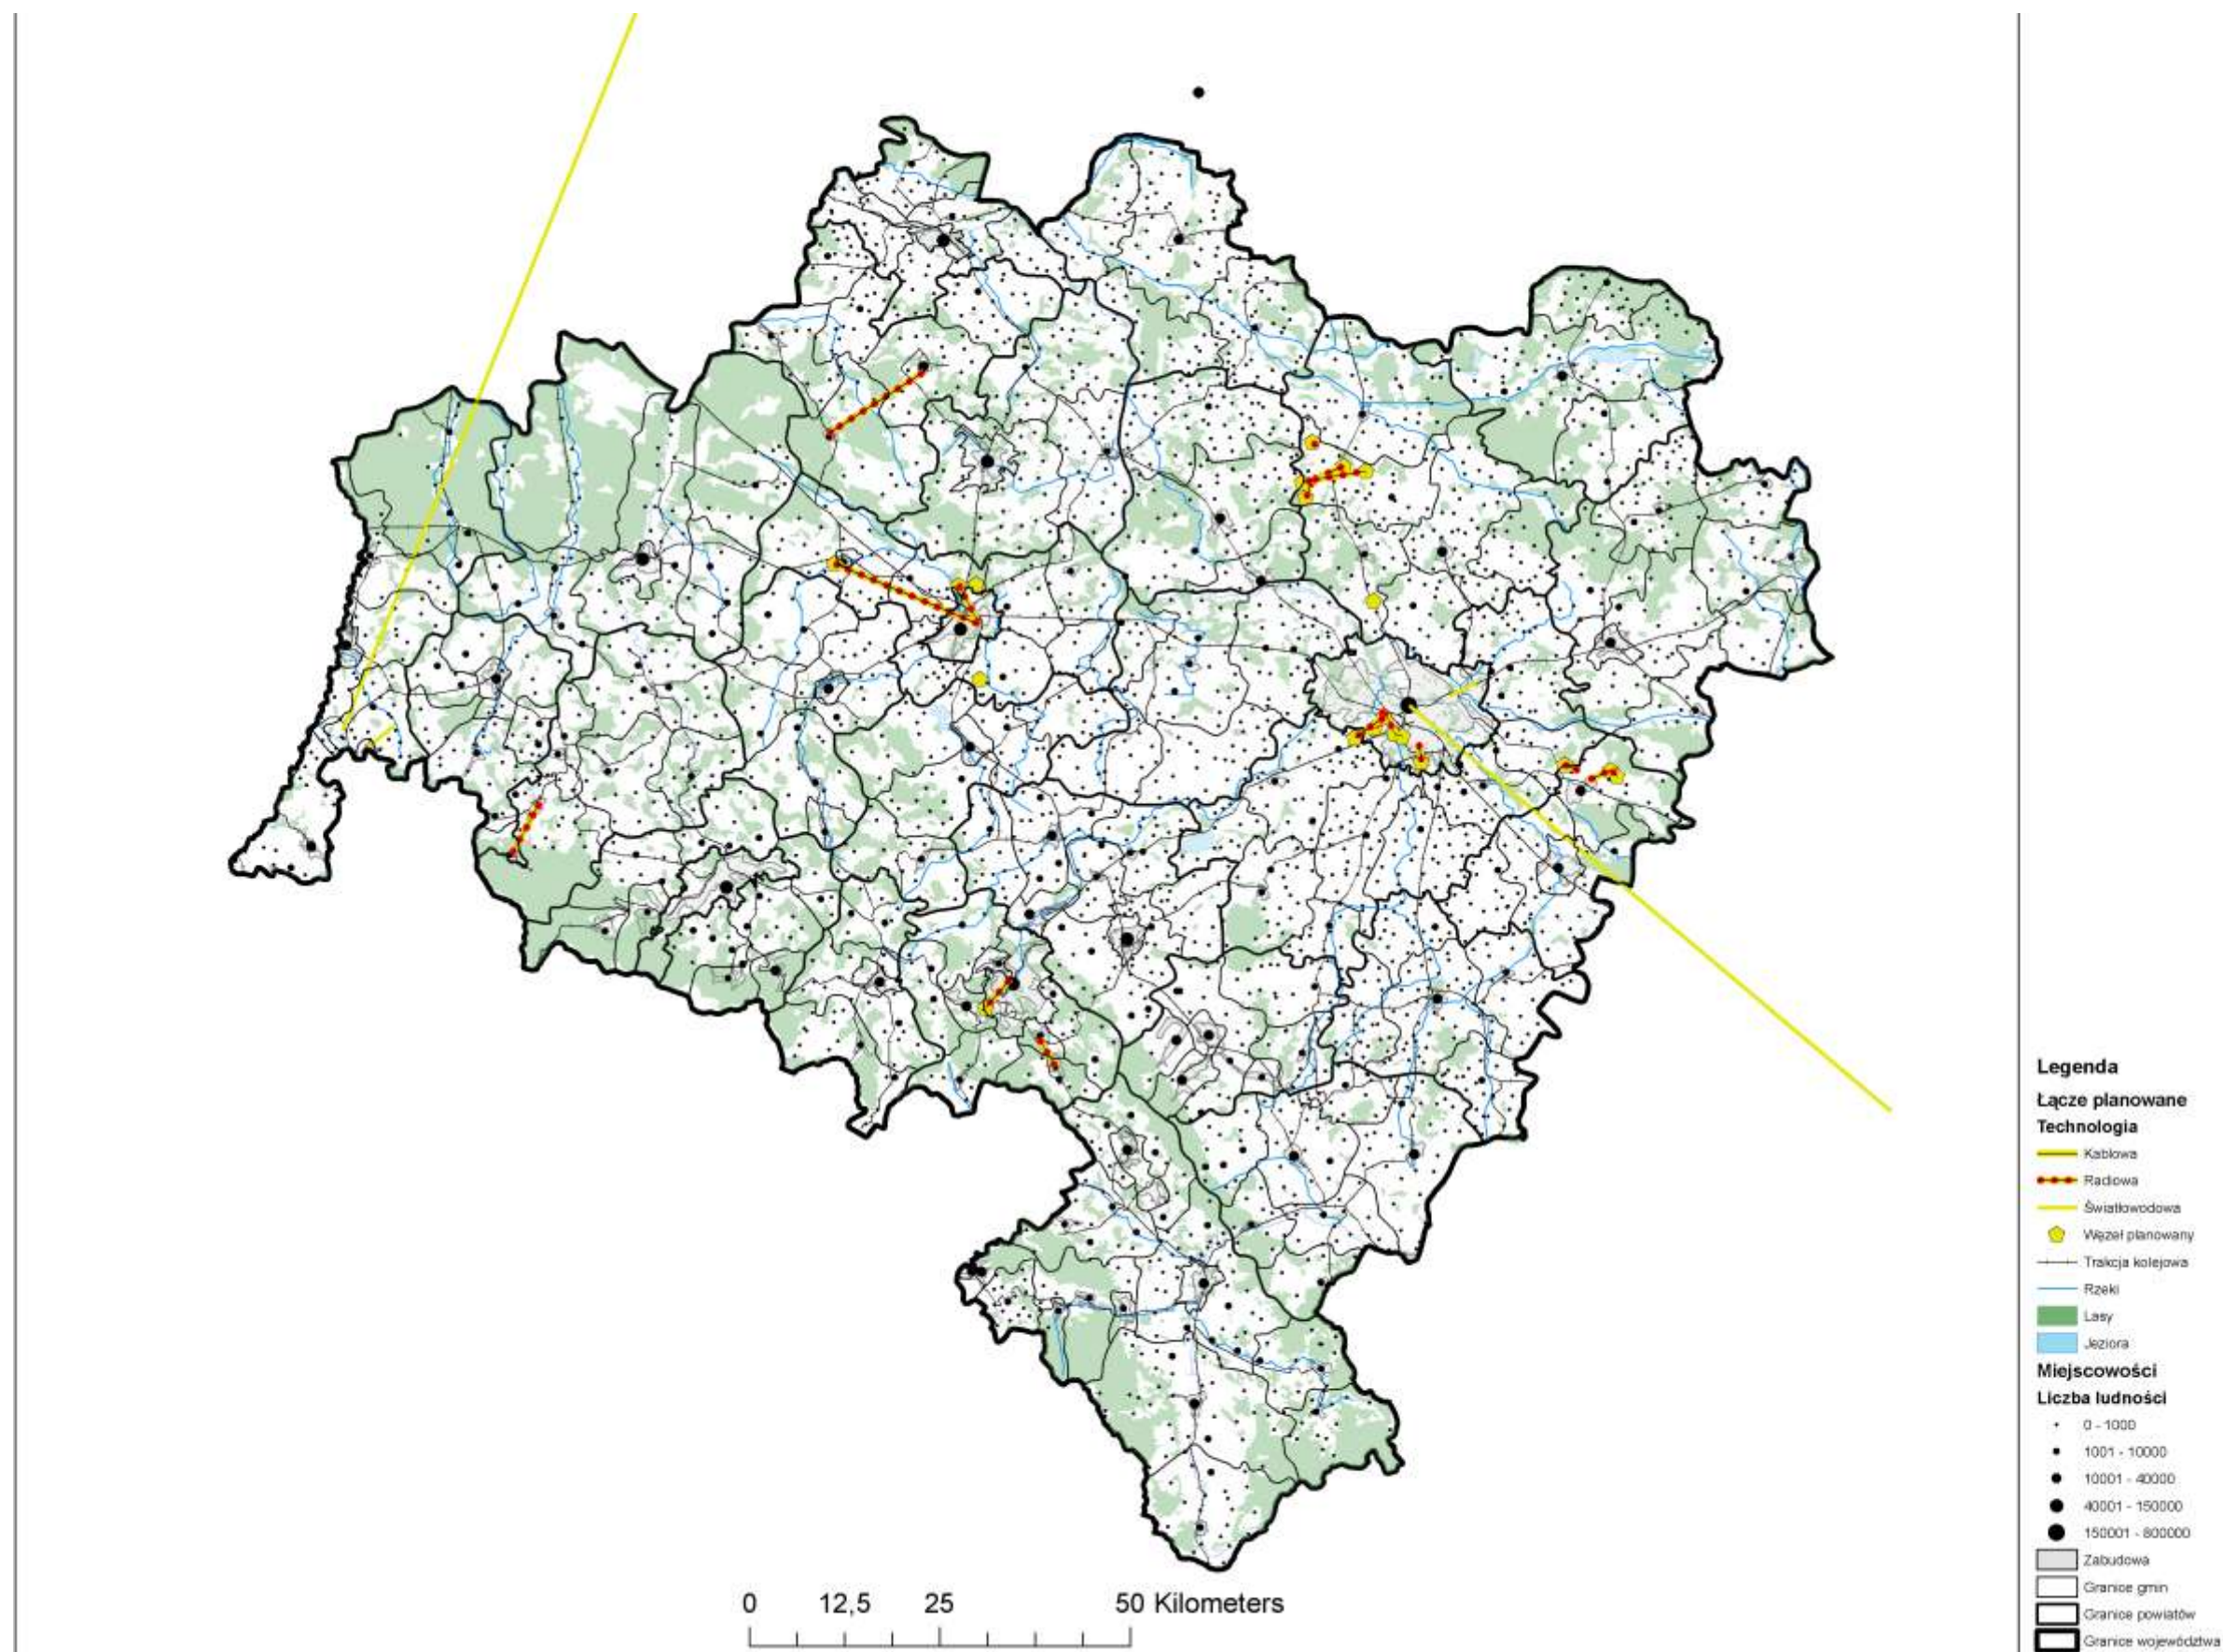 Legenda
Łącze planowane
Technologia
Kablowa
Radiowa
Światłowodowa
Węzeł planowany
Trakcja kolejowa
Rzeki
Lasy
Jeziora
Miejscowości
Liczba ludności
0 - 1000
1001 - 10000
10001 - 40000
40001 - 150000
150001 - 800000
Zabudowa
Granice gmin
Granice powiatów
Granice województwa
0 12,5 25 50 Kilometers